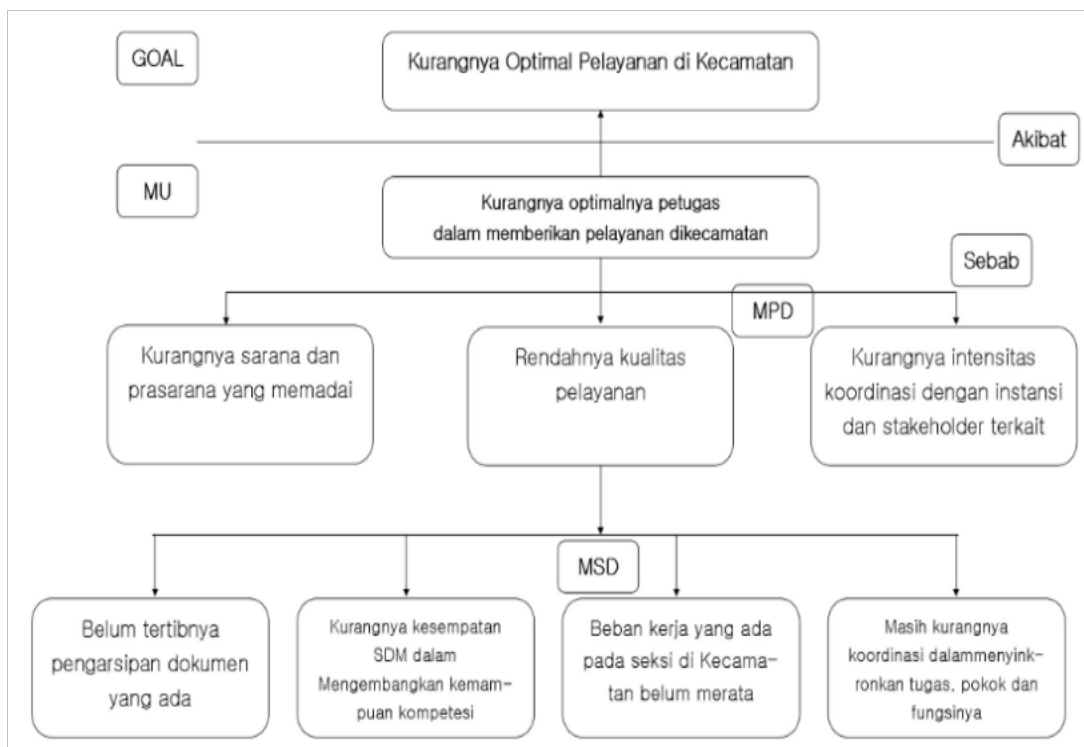 GOAL
Kurangnya Optimal Pelayanan di Kecamatan
Akibat
MU
Kurangnya optimalnya petugas
dalam memberikan pelayanan dikecamatan
Sebab
MPD
Kurangnya sarana dan
prasarana yang memadai
Rendahnya kualitas
pelayanan
Kurangnya intensitas
koordinasi dengan instansi
dan stakeholder terkait
MSD
Belum tertibnya
pengarsipan dokumen
yang ada
Kurangnya kesempatan
SDM dalam
Mengembangkan kemam-
puan kompetesi
Beban kerja yang ada
pada seksi di Kecama-
tan belum merata
Masih kurangnya
koordinasi dalammenyink-
ronkan tugas, pokok dan
fungsinya